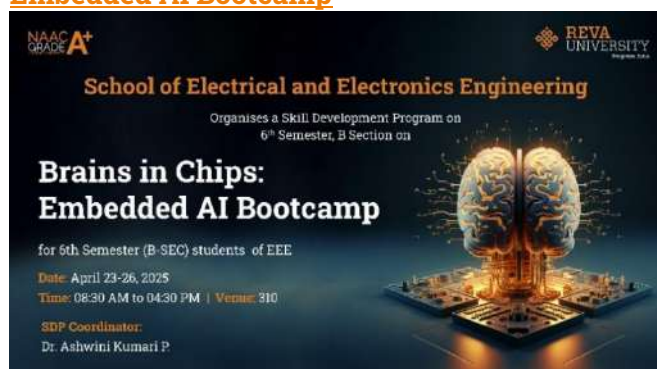 Embedded AI Bootcamp
NAAC
GRADE A+
REVA
UNIVERSITY
School of Electrical and Electronics Engineering
Organises a Skill Development Program on
6th Semester, B Section on
Brains in Chips:
Embedded AI Bootcamp
for 6th Semester (B-SEC) students of EEE
Date: April 23-26, 2025
Time: 08:30 AM to 04:30 PM | Venue: 310
SDP Coordinator:
Dr. Ashwini Kumari P.